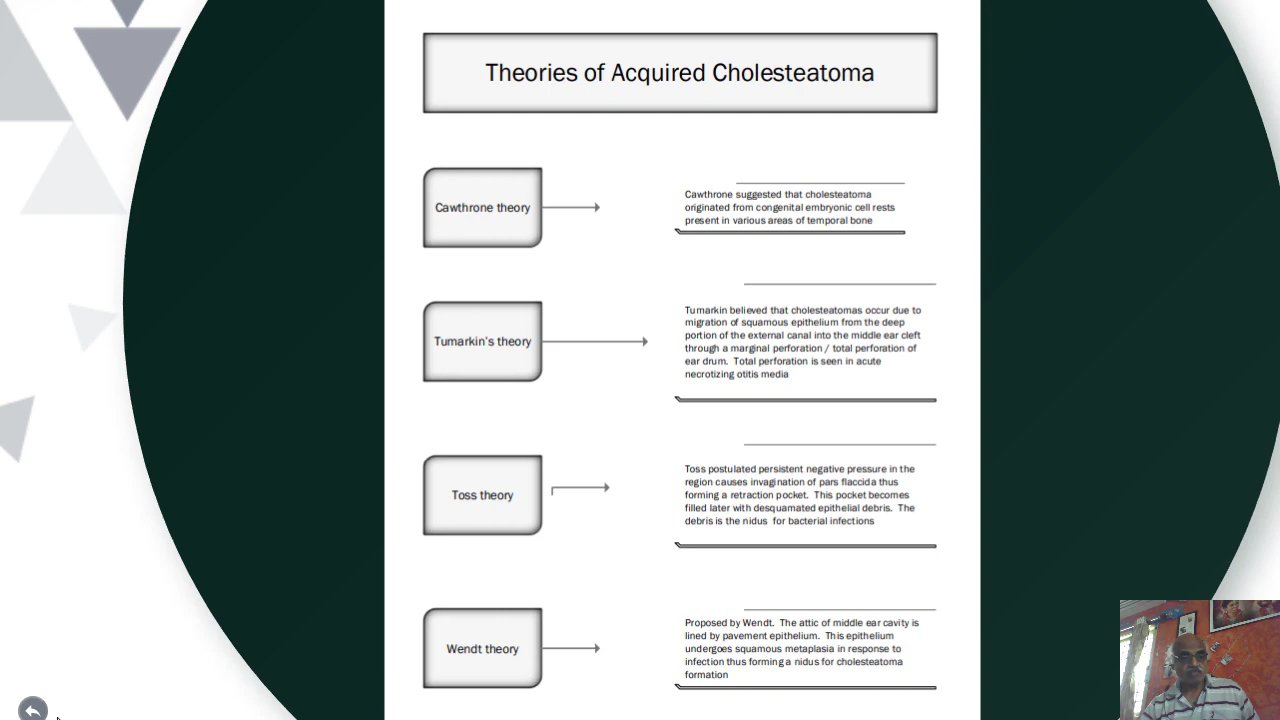 Theories of Acquired Cholesteatoma
Cawthrone theory
Cawthrone suggested that cholesteatoma
originated from congenital embryonic cell rests
present in various areas of temporal bone
Tumarkin's theory
Tumarkin believed that cholesteatomas occur due to
migration of squamous epithelium from the deep
portion of the external canal into the middle ear cleft
through a marginal perforation / total perforation of
ear drum. Total perforation is seen in acute
necrotizing otitis media
Toss theory
Toss postulated persistent negative pressure in the
region causes invagination of pars flaccida thus
forming a retraction pocket. This pocket becomes
filled later with desquamated epithelial debris. The
debris is the nidus for bacterial infections
Wendt theory
Proposed by Wendt. The attic of middle ear cavity is
lined by pavement epithelium. This epithelium
undergoes squamous metaplasia in response to
infection thus forming a nidus for cholesteatoma
formation